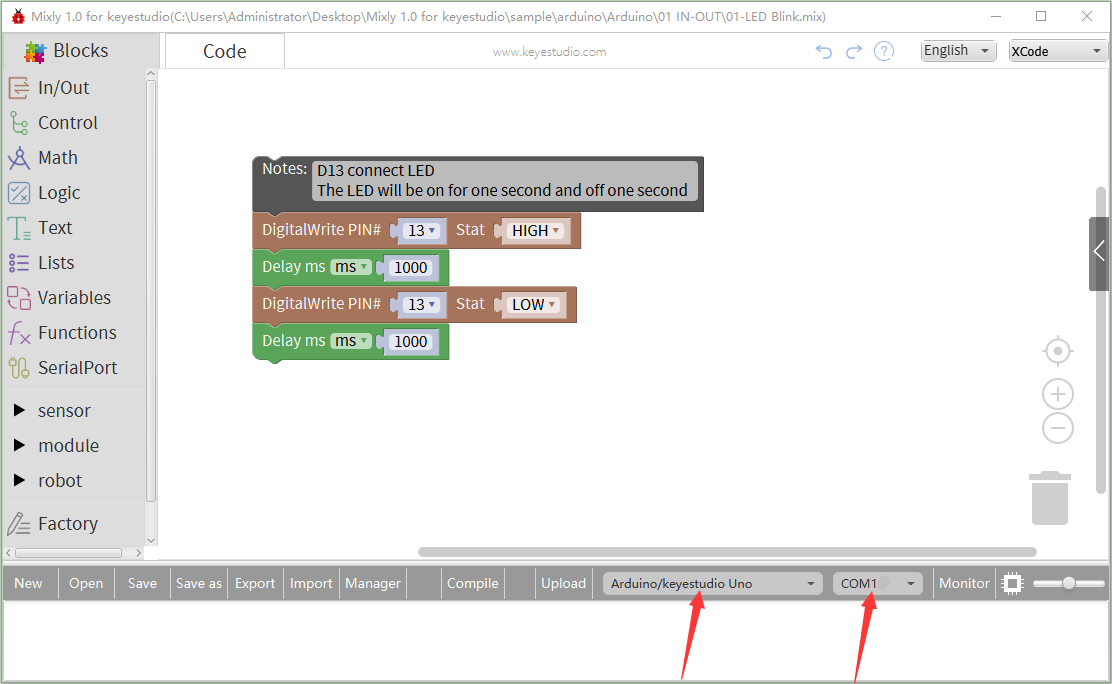 Mixly 1.0 for keyestudio(C:\Users\Administrator\Desktop\Mixly 1.0 for keyestudio\sample\arduino\Arduino\01 IN-OUT\01-LED Blink.mix)
Blocks
Code
www.keyestudio.com
?
English
XCode
In/Out
Control
Math
Logic
Text
Lists
Variables
Functions
SerialPort
sensor
module
robot
Factory
Notes: D13 connect LED
The LED will be on for one second and off one second
DigitalWrite PIN# 13 Stat HIGH
Delay ms ms 1000
DigitalWrite PIN# 13 Stat LOW
Delay ms ms 1000
New Open Save Save as Export Import Manager Compile Upload Arduino/keyestudio Uno COM1 Monitor